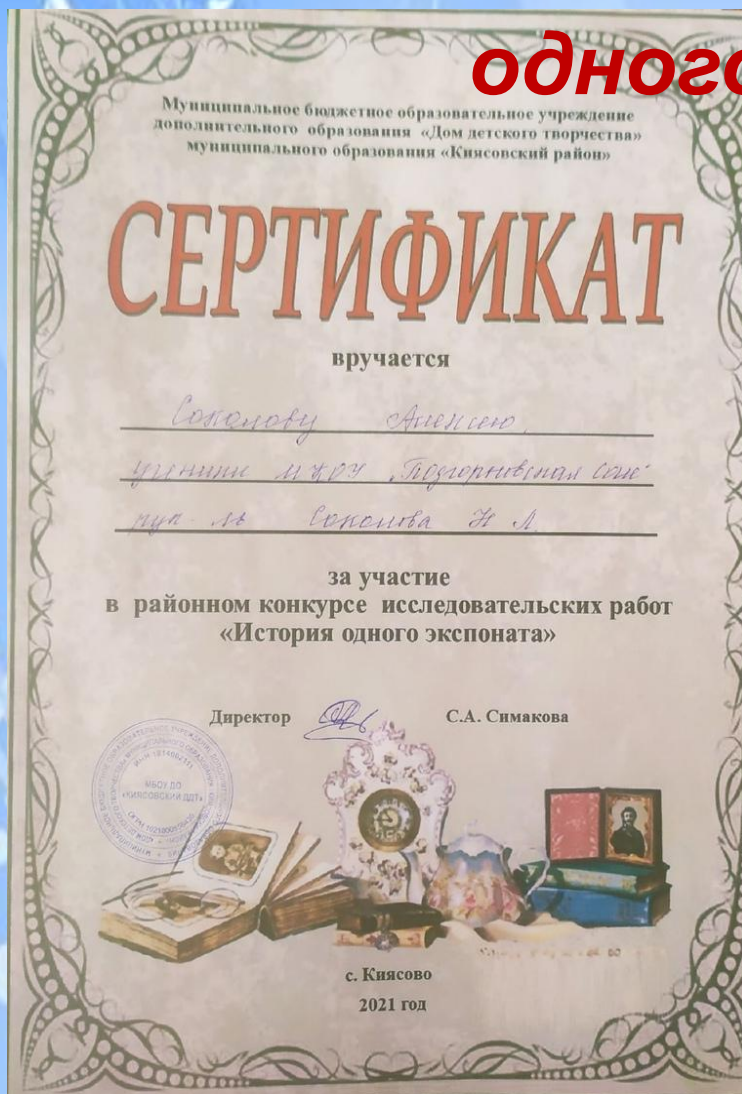 одного
Муниципальное бюджетное образовательное учреждение
дополнительного образования «Дом детского творчества»
муниципального образования «Киясовский район»
СЕРТИФИКАТ
вручается
Соколову Алексею,
ученику МКОУ „Подгорновская СОШ"
рук-ль Соколова Н Л.
за участие
в районном конкурсе исследовательских работ
«История одного экспоната»
Директор С.А. Симакова
МБОУ ДО
«КИЯСОВСКИЙ ДДТ»
с. Киясово
2021 год